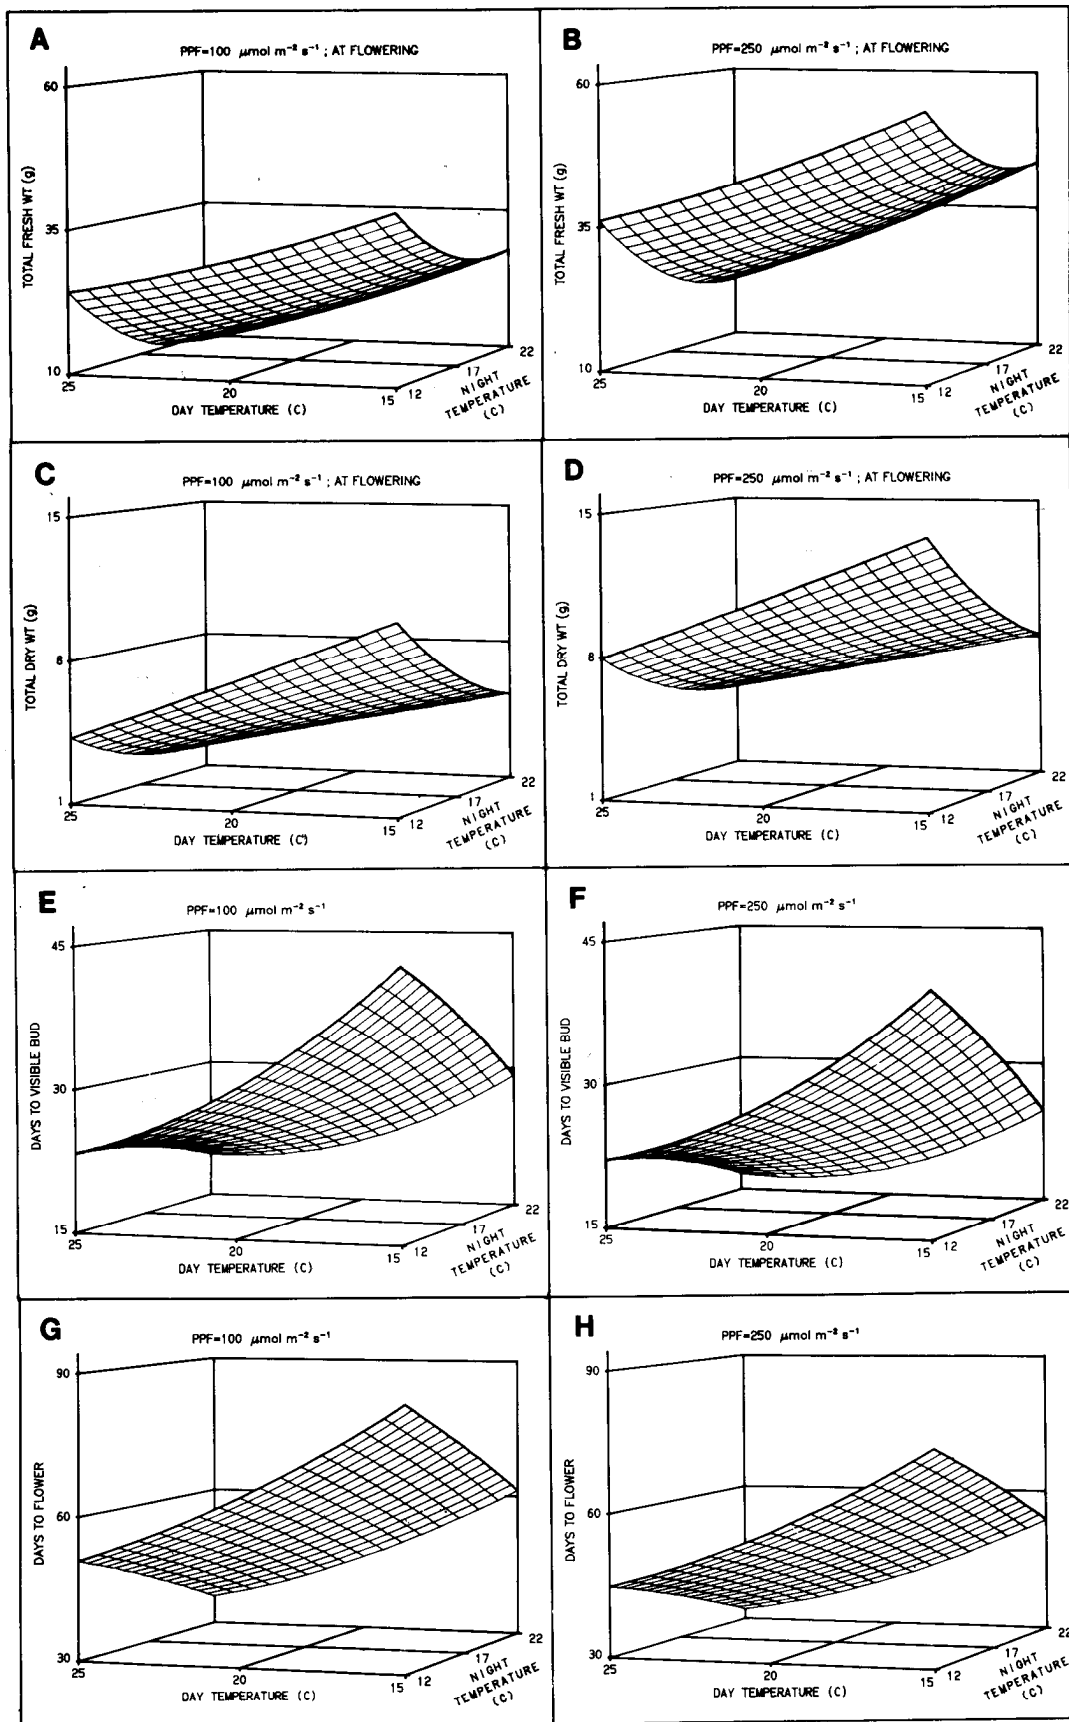 A
PPF=100 μmol m⁻² s⁻¹ ; AT FLOWERING
60
35
10
TOTAL FRESH WT (g)
25
20
15
DAY TEMPERATURE (C)
12
17
22
NIGHT
TEMPERATURE
(C)
B
PPF=250 μmol m⁻² s⁻¹ ; AT FLOWERING
60
35
10
TOTAL FRESH WT (g)
25
20
15
DAY TEMPERATURE (C)
12
17
22
NIGHT
TEMPERATURE
(C)
C
PPF=100 μmol m⁻² s⁻¹ ; AT FLOWERING
15
8
1
TOTAL DRY WT (g)
25
20
15
DAY TEMPERATURE (C)
12
17
22
NIGHT
TEMPERATURE
(C)
D
PPF=250 μmol m⁻² s⁻¹ ; AT FLOWERING
15
8
1
TOTAL DRY WT (g)
25
20
15
DAY TEMPERATURE (C)
12
17
22
NIGHT
TEMPERATURE
(C)
E
PPF=100 μmol m⁻² s⁻¹
45
30
15
DAYS TO VISIBLE BUD
25
20
15
DAY TEMPERATURE (C)
12
17
22
NIGHT
TEMPERATURE
(C)
F
PPF=250 μmol m⁻² s⁻¹
45
30
15
DAYS TO VISIBLE BUD
25
20
15
DAY TEMPERATURE (C)
12
17
22
NIGHT
TEMPERATURE
(C)
G
PPF=100 μmol m⁻² s⁻¹
90
60
30
DAYS TO FLOWER
25
20
15
DAY TEMPERATURE (C)
12
17
22
NIGHT
TEMPERATURE
(C)
H
PPF=250 μmol m⁻² s⁻¹
90
60
30
DAYS TO FLOWER
25
20
15
DAY TEMPERATURE (C)
12
17
22
NIGHT
TEMPERATURE
(C)